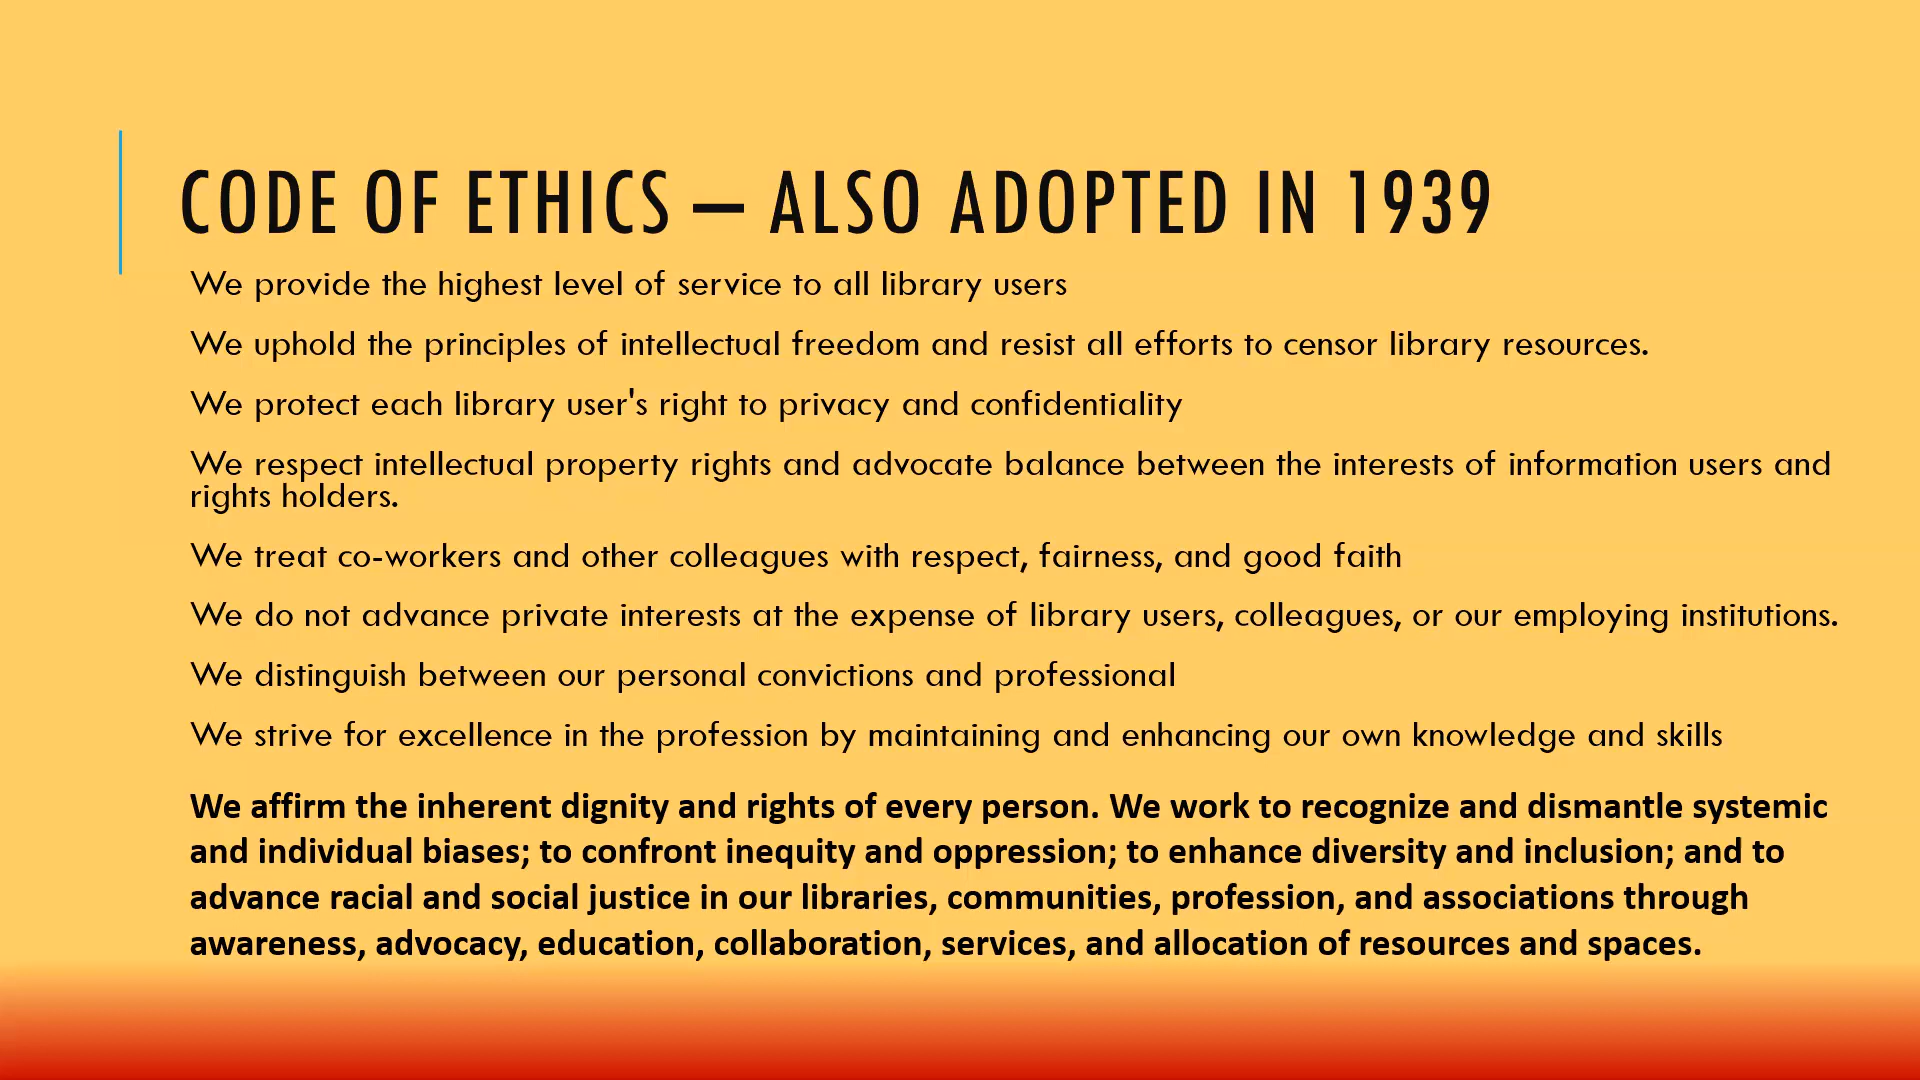 CODE OF ETHICS – ALSO ADOPTED IN 1939
We provide the highest level of service to all library users
We uphold the principles of intellectual freedom and resist all efforts to censor library resources.
We protect each library user's right to privacy and confidentiality
We respect intellectual property rights and advocate balance between the interests of information users and
rights holders.
We treat co-workers and other colleagues with respect, fairness, and good faith
We do not advance private interests at the expense of library users, colleagues, or our employing institutions.
We distinguish between our personal convictions and professional
We strive for excellence in the profession by maintaining and enhancing our own knowledge and skills
We affirm the inherent dignity and rights of every person. We work to recognize and dismantle systemic
and individual biases; to confront inequity and oppression; to enhance diversity and inclusion; and to
advance racial and social justice in our libraries, communities, profession, and associations through
awareness, advocacy, education, collaboration, services, and allocation of resources and spaces.